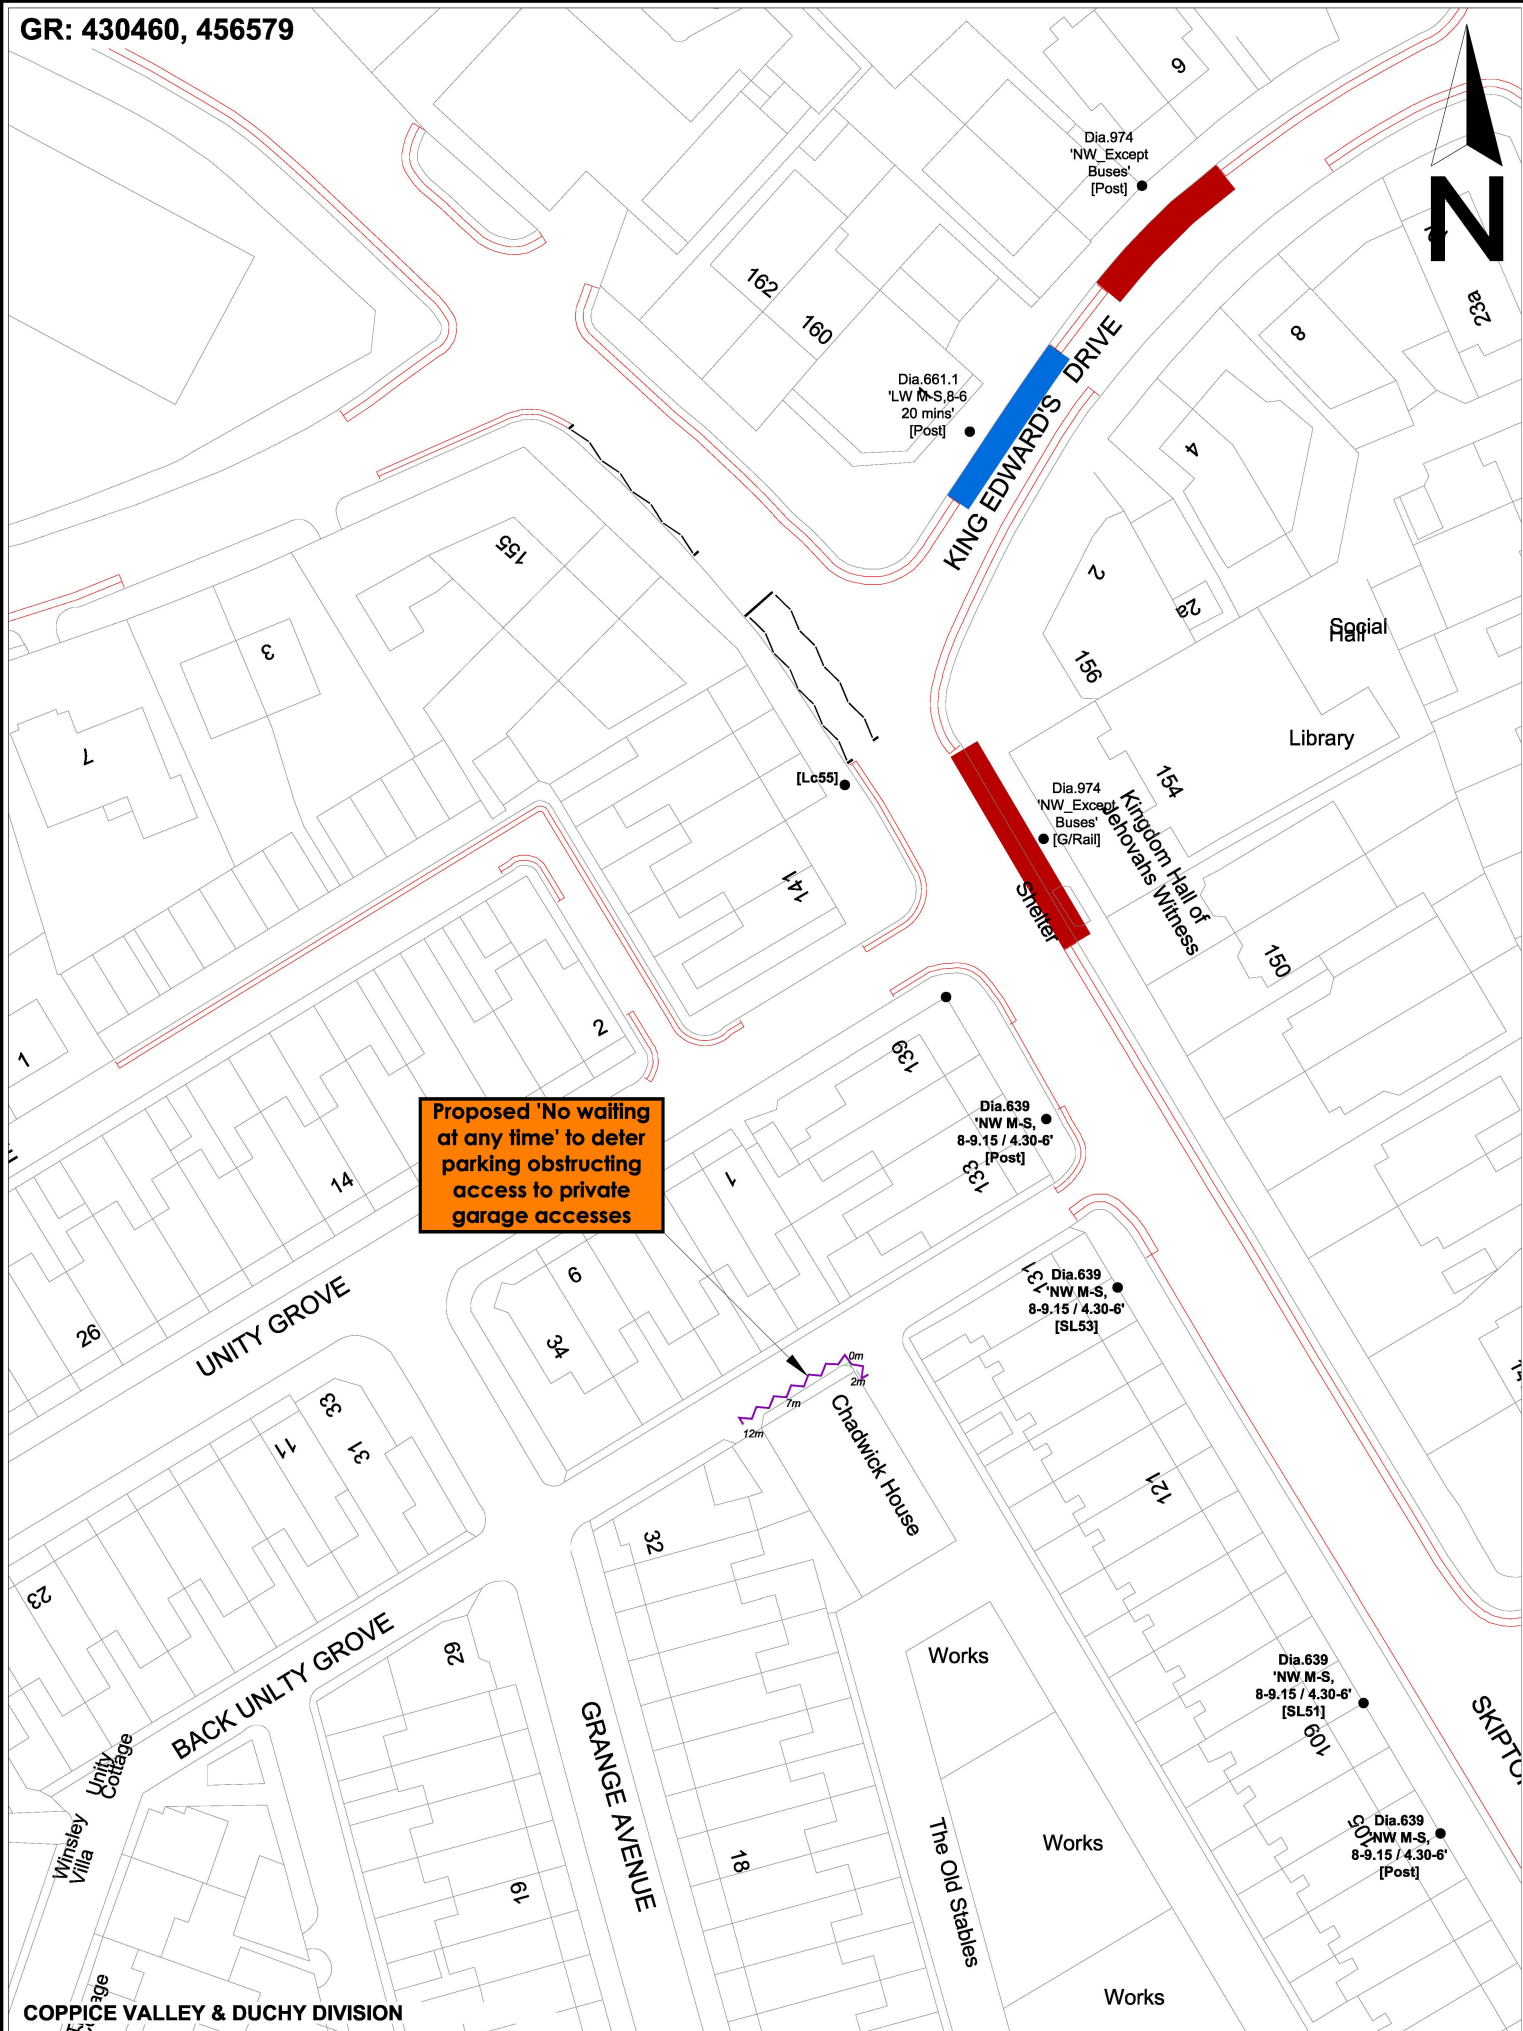 GR: 430460, 456579
N
6
Dia.974
'NW_Except
Buses'
[Post]
162
160
23a
8
DRIVE
KING EDWARD'S
Dia.661.1
'LW M-S,8-6
20 mins'
[Post]
4
155
2
2a
156
Social
Hall
3
7
Library
154
[Lc55]
Dia.974
'NW_Except
Buses'
[G/Rail]
Kingdom Hall of
Jehovahs Witness
Shelter
141
150
2
1
139
Proposed 'No waiting
at any time' to deter
parking obstructing
access to private
garage accesses
Dia.639
'NW M-S,
8-9.15 / 4.30-6'
[Post]
133
14
1
9
131
Dia.639
'NW M-S,
8-9.15 / 4.30-6'
[SL53]
26
UNITY GROVE
34
0m
2m
7m
12m
Chadwick House
33
31
11
121
32
23
29
BACK UNLTY GROVE
Works
Dia.639
'NW M-S,
8-9.15 / 4.30-6'
[SL51]
109
Unity
Cottage
GRANGE AVENUE
Winsley
Villa
Works
18
19
The Old Stables
105
Dia.639
'NW M-S,
8-9.15 / 4.30-6'
[Post]
Works
COPPICE VALLEY & DUCHY DIVISION